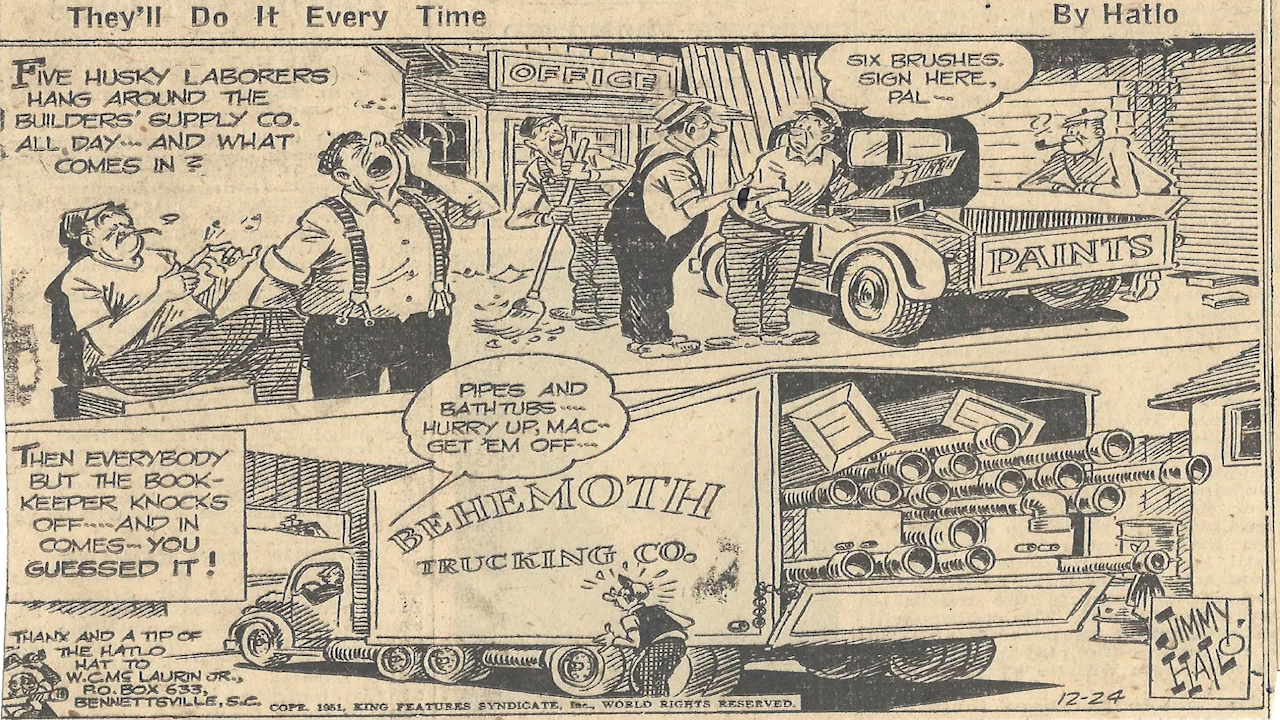 They'll Do It Every Time
By Hatlo
FIVE HUSKY LABORERS
HANG AROUND THE
BUILDERS' SUPPLY CO.
ALL DAY--- AND WHAT
COMES IN?
OFFICE
SIX BRUSHES.
SIGN HERE,
PAL---
PAINTS
THEN EVERYBODY
BUT THE BOOK-
KEEPER KNOCKS
OFF----AND IN
COMES--YOU
GUESSED IT!
PIPES AND
BATHTUBS----
HURRY UP, MAC--
GET 'EM OFF---
BEHEMOTH
TRUCKING CO.
THANX AND A TIP OF
THE HATLO
HAT TO
W.C. MS LAURIN JR.,
P.O. BOX 633,
BENNETTSVILLE, S.C.
COPR. 1951, KING FEATURES SYNDICATE, Inc., WORLD RIGHTS RESERVED.
12-24
JIMMY
HATLO